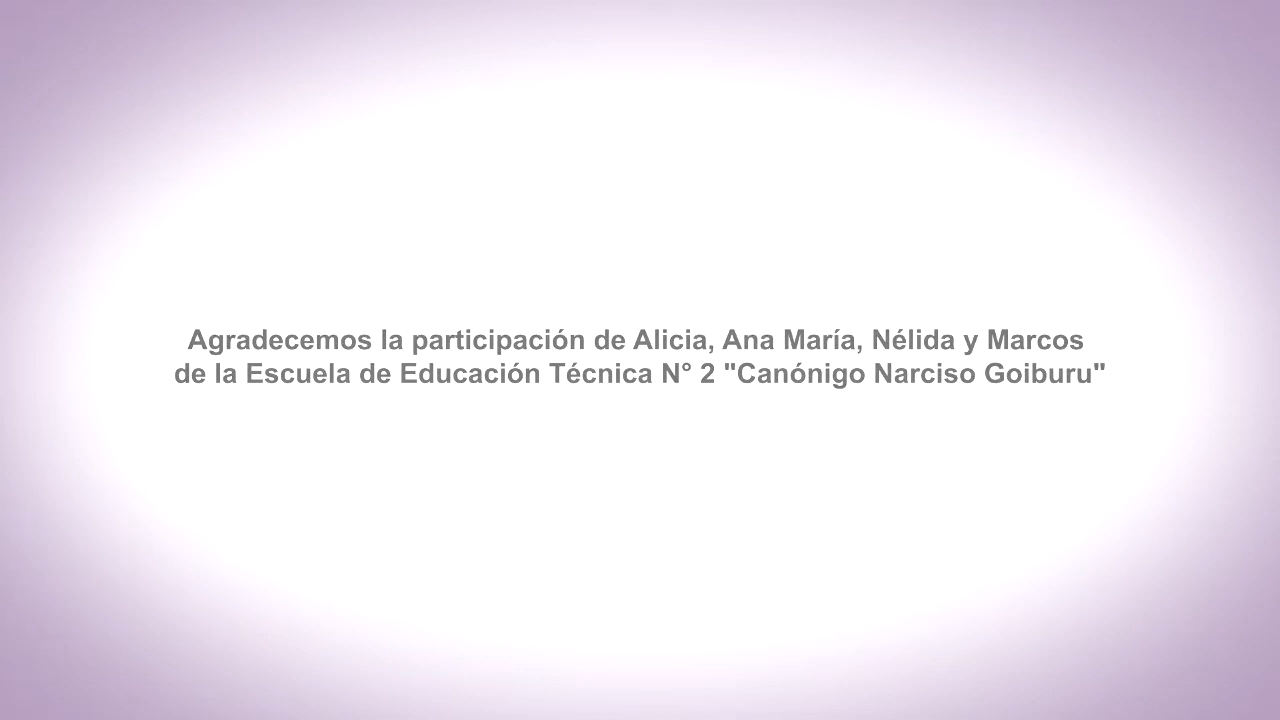 Agradecemos la participación de Alicia, Ana María, Nélida y Marcos
de la Escuela de Educación Técnica N° 2 "Canónigo Narciso Goiburu"